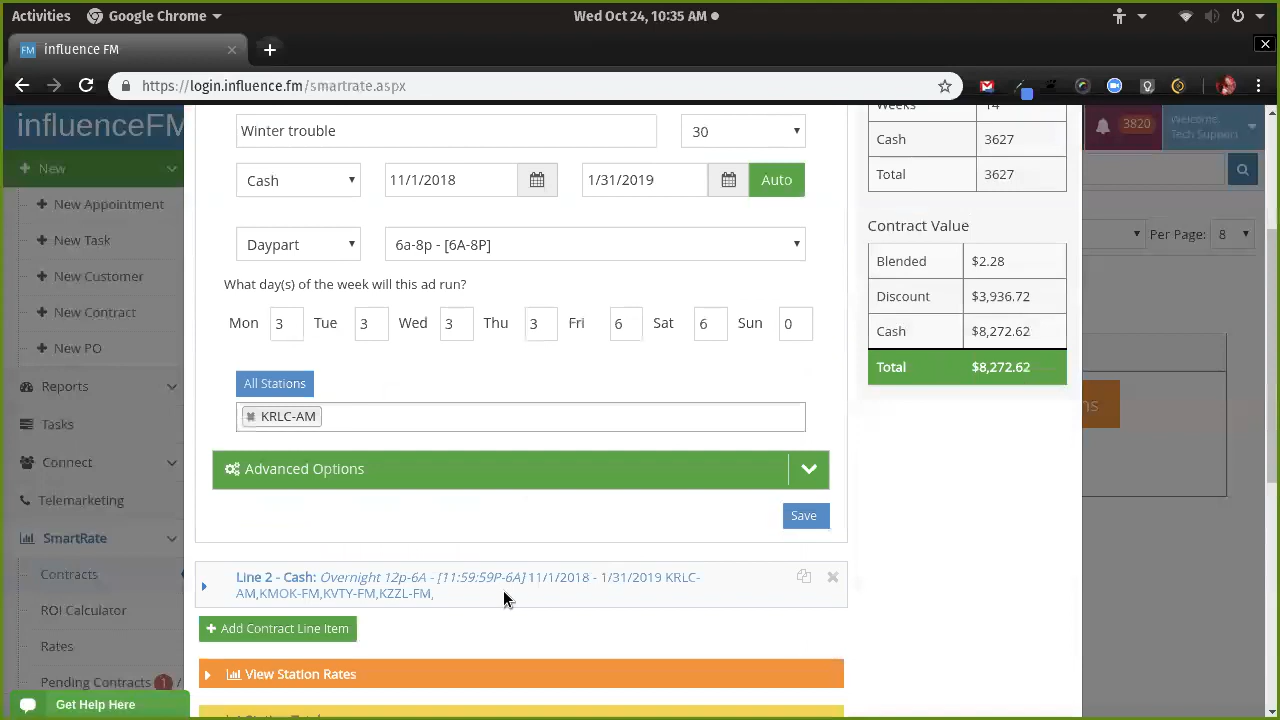 Activities
Google Chrome
Wed Oct 24, 10:35 AM
influence FM
https://login.influence.fm/smartrate.aspx
influenceFM
3820
Welcome,
Tech Support
New
New Appointment
New Task
New Customer
New Contract
New PO
Reports
Tasks
Connect
Telemarketing
SmartRate
Contracts
ROI Calculator
Rates
Pending Contracts 1 /
Get Help Here
Winter trouble
30
Cash
11/1/2018
1/31/2019
Auto
Daypart
6a-8p - [6A-8P]
What day(s) of the week will this ad run?
Mon 3 Tue 3 Wed 3 Thu 3 Fri 6 Sat 6 Sun 0
All Stations
KRLC-AM
Advanced Options
Save
Line 2 - Cash: Overnight 12p-6A - [11:59:59P-6A] 11/1/2018 - 1/31/2019 KRLC-
AM,KMOK-FM,KVTY-FM,KZZL-FM,
Add Contract Line Item
View Station Rates
Weeks 14
Cash 3627
Total 3627
Contract Value
Blended $2.28
Discount $3,936.72
Cash $8,272.62
Total $8,272.62
Per Page: 8